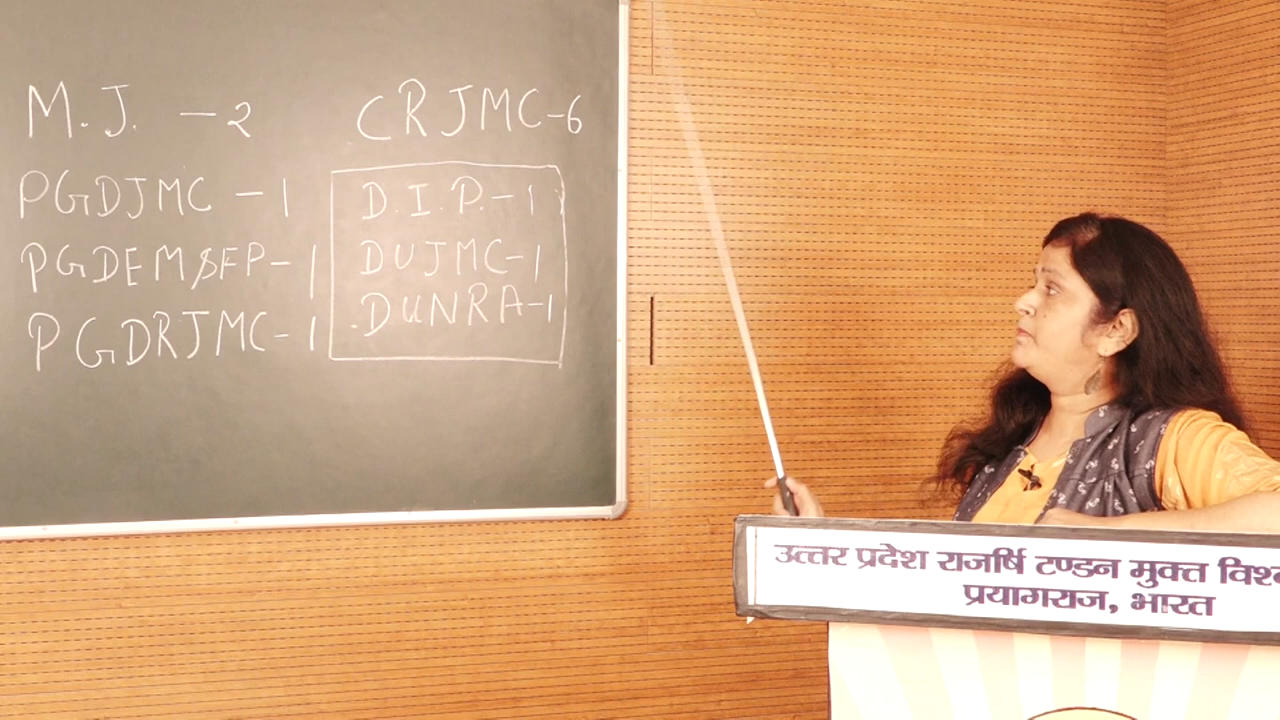 M.J. - 2
PGDJMC - 1
PGDEM&FP - 1
PGDRJMC - 1
CRJMC-6
D.I.P. - 1
DUJMC-1
DUNRA-1
उत्तर प्रदेश राजर्षि टण्डन मुक्त
प्रयागराज, भारत